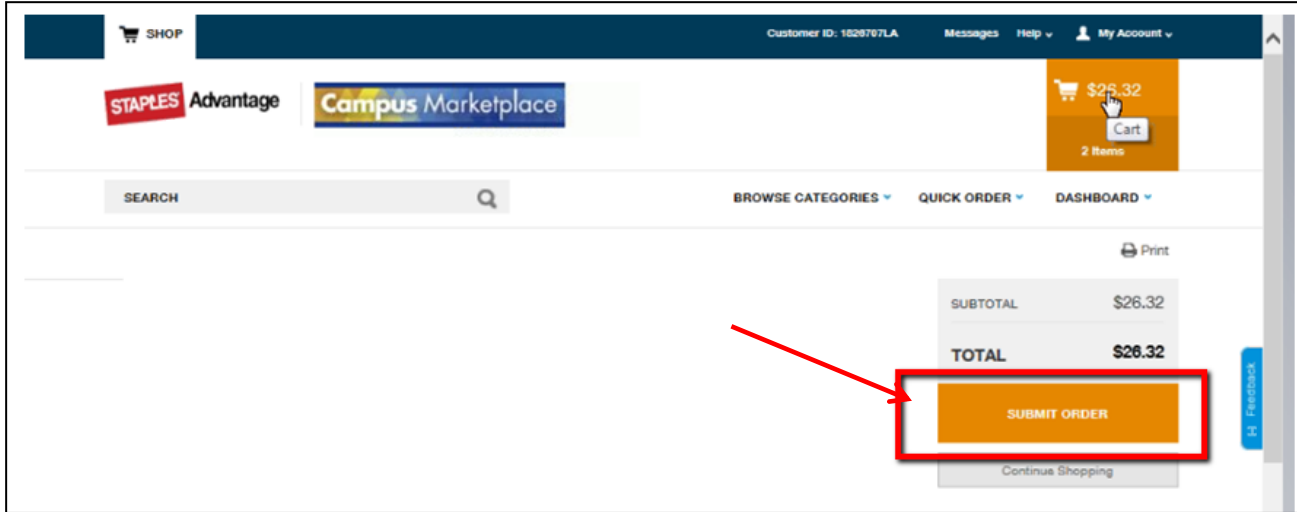 SHOP
Customer ID: 1826707LA Messages Help My Account
STAPLES Advantage Campus Marketplace
$26.32
Cart
2 Items
SEARCH
BROWSE CATEGORIES QUICK ORDER DASHBOARD
Print
SUBTOTAL $26.32
TOTAL $26.32
SUBMIT ORDER
Continue Shopping
Feedback